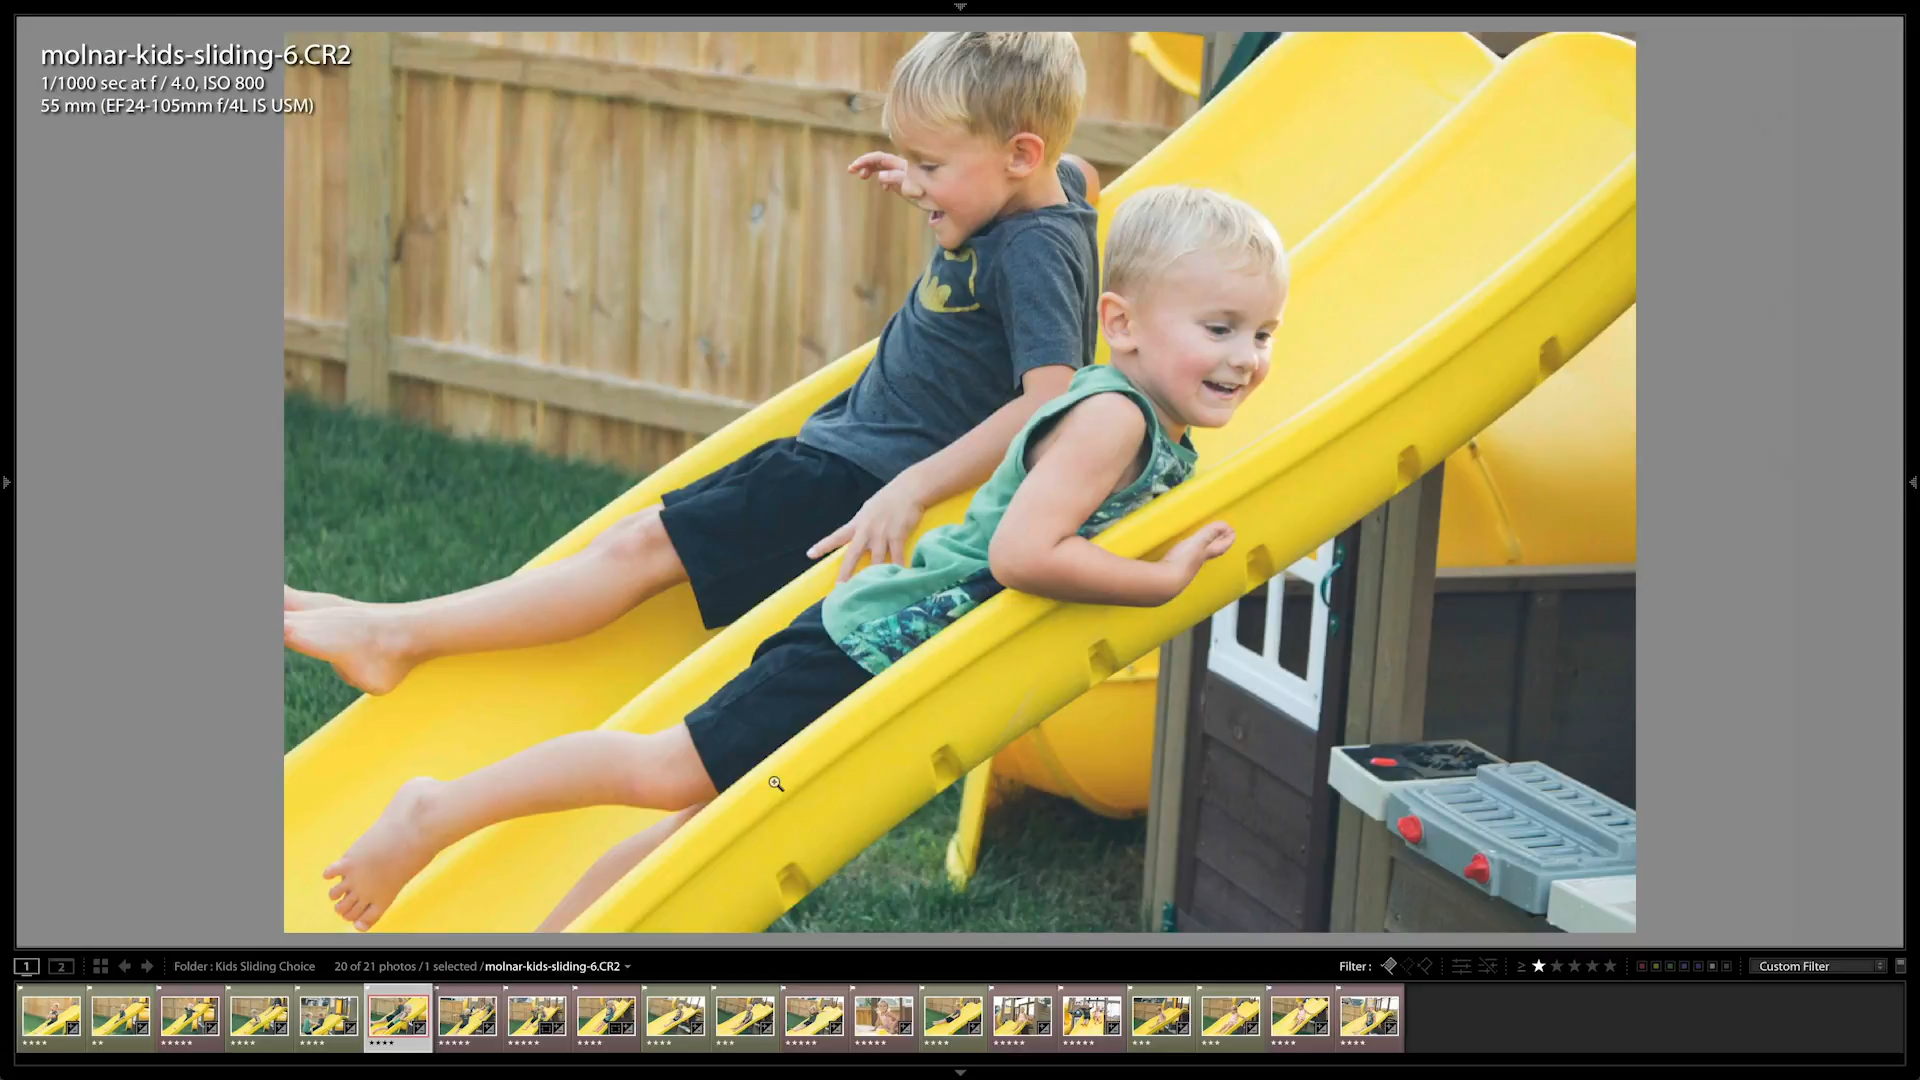 molnar-kids-sliding-6.CR2
1/1000 sec at f / 4.0, ISO 800
55 mm (EF24-105mm f/4L IS USM)
1 2 Folder : Kids Sliding Choice 20 of 21 photos / 1 selected / molnar-kids-sliding-6.CR2 Filter : ≥ ★★★★★ Custom Filter